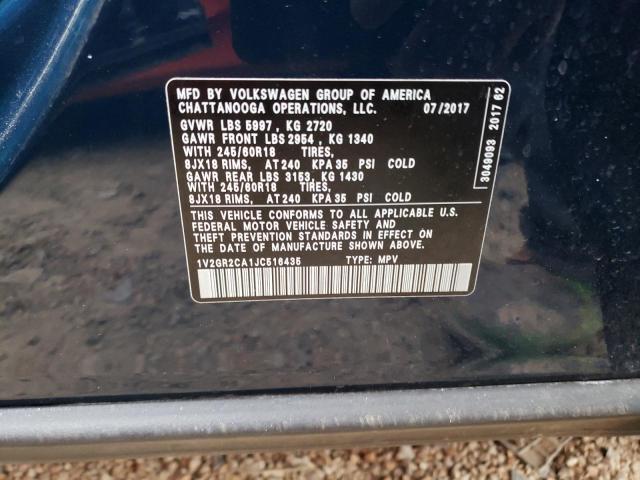 MFD BY VOLKSWAGEN GROUP OF AMERICA
CHATTANOOGA OPERATIONS, LLC. 07/2017
GVWR LBS 5997 , KG 2720
GAWR FRONT LBS 2954 , KG 1340
WITH 245/60R18 TIRES,
8JX18 RIMS, AT 240 KPA 35 PSI COLD
GAWR REAR LBS 3153, KG 1430
WITH 245/60R18 TIRES,
8JX18 RIMS, AT 240 KPA 35 PSI COLD
THIS VEHICLE CONFORMS TO ALL APPLICABLE U.S.
FEDERAL MOTOR VEHICLE SAFETY AND
THEFT PREVENTION STANDARDS IN EFFECT ON
THE DATE OF MANUFACTURE SHOWN ABOVE.
1V2GR2CA1JC516435 TYPE: MPV
3049093 2017 62